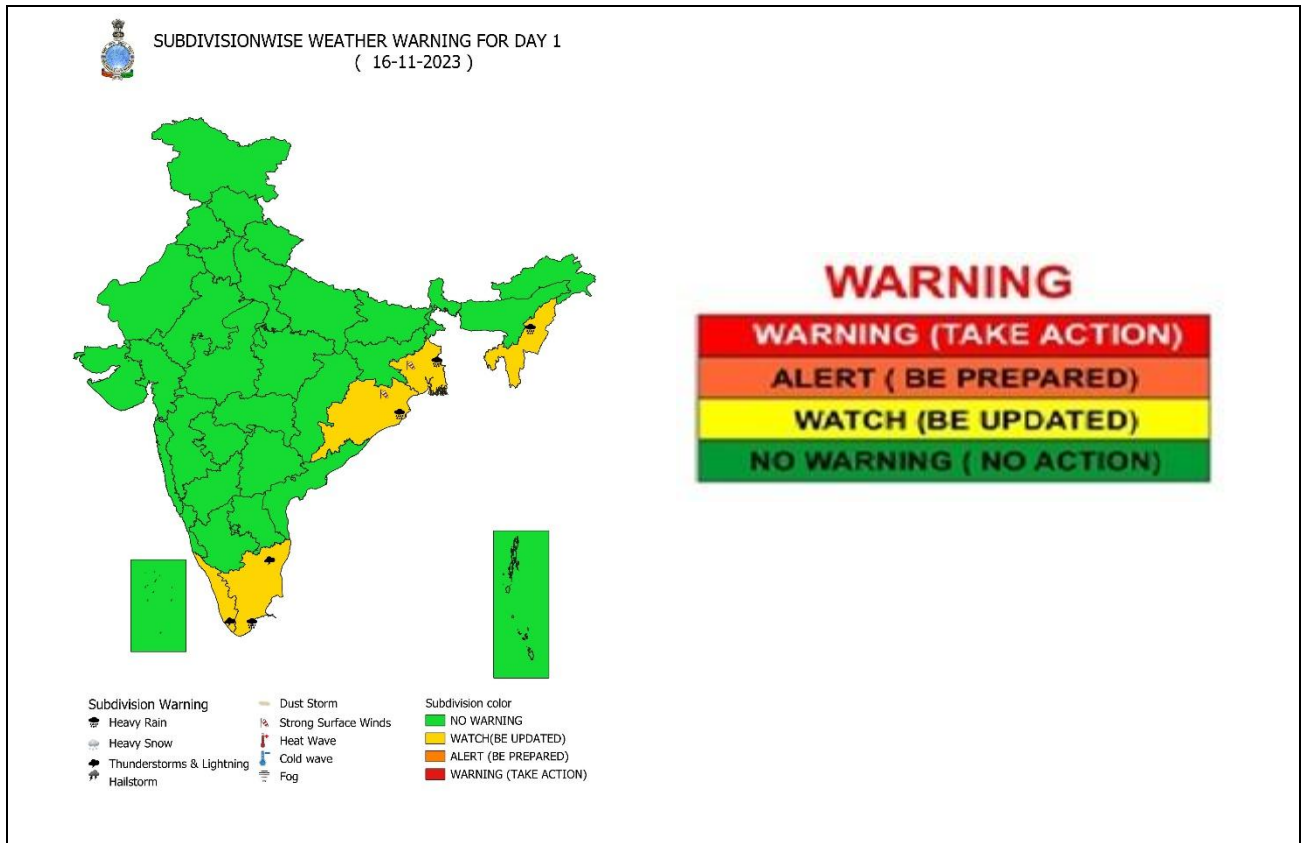 SUBDIVISIONWISE WEATHER WARNING FOR DAY 1
( 16-11-2023 )
WARNING
WARNING (TAKE ACTION)
ALERT ( BE PREPARED)
WATCH (BE UPDATED)
NO WARNING ( NO ACTION)
Subdivision Warning
Heavy Rain
Heavy Snow
Thunderstorms & Lightning
Hailstorm
Dust Storm
Strong Surface Winds
Heat Wave
Cold wave
Fog
Subdivision color
NO WARNING
WATCH(BE UPDATED)
ALERT (BE PREPARED)
WARNING (TAKE ACTION)